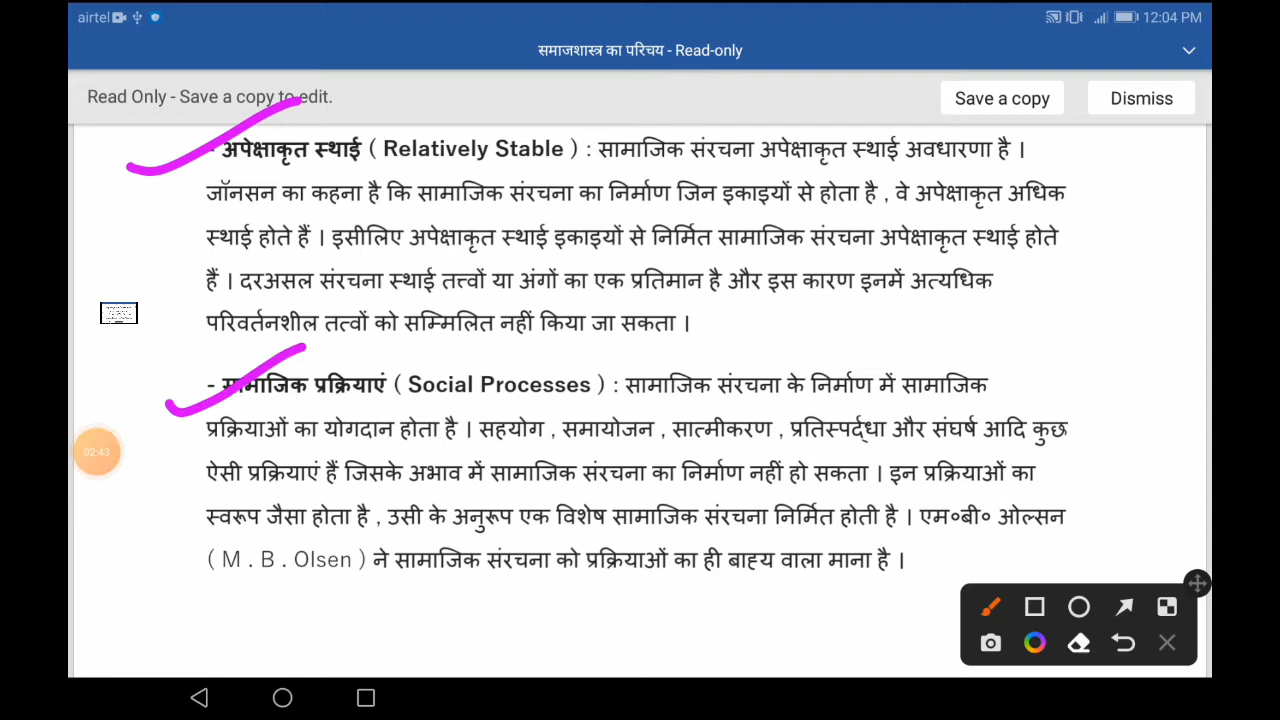 airtel
12:04 PM
समाजशास्त्र का परिचय - Read-only
Read Only - Save a copy to edit.
Save a copy
Dismiss
- अपेक्षाकृत स्थाई ( Relatively Stable ) : सामाजिक संरचना अपेक्षाकृत स्थाई अवधारणा है ।
जॉनसन का कहना है कि सामाजिक संरचना का निर्माण जिन इकाइयों से होता है , वे अपेक्षाकृत अधिक
स्थाई होते हैं । इसीलिए अपेक्षाकृत स्थाई इकाइयों से निर्मित सामाजिक संरचना अपेक्षाकृत स्थाई होते
हैं । दरअसल संरचना स्थाई तत्त्वों या अंगों का एक प्रतिमान है और इस कारण इनमें अत्यधिक
परिवर्तनशील तत्वों को सम्मिलित नहीं किया जा सकता ।
- सामाजिक प्रक्रियाएं ( Social Processes ) : सामाजिक संरचना के निर्माण में सामाजिक
प्रक्रियाओं का योगदान होता है । सहयोग , समायोजन , सात्मीकरण , प्रतिस्पर्द्धा और संघर्ष आदि कुछ
ऐसी प्रक्रियाएं हैं जिसके अभाव में सामाजिक संरचना का निर्माण नहीं हो सकता । इन प्रक्रियाओं का
02:43
स्वरूप जैसा होता है , उसी के अनुरूप एक विशेष सामाजिक संरचना निर्मित होती है । एम०बी० ओल्सन
( M . B . Olsen ) ने सामाजिक संरचना को प्रक्रियाओं का ही बाह्य वाला माना है ।